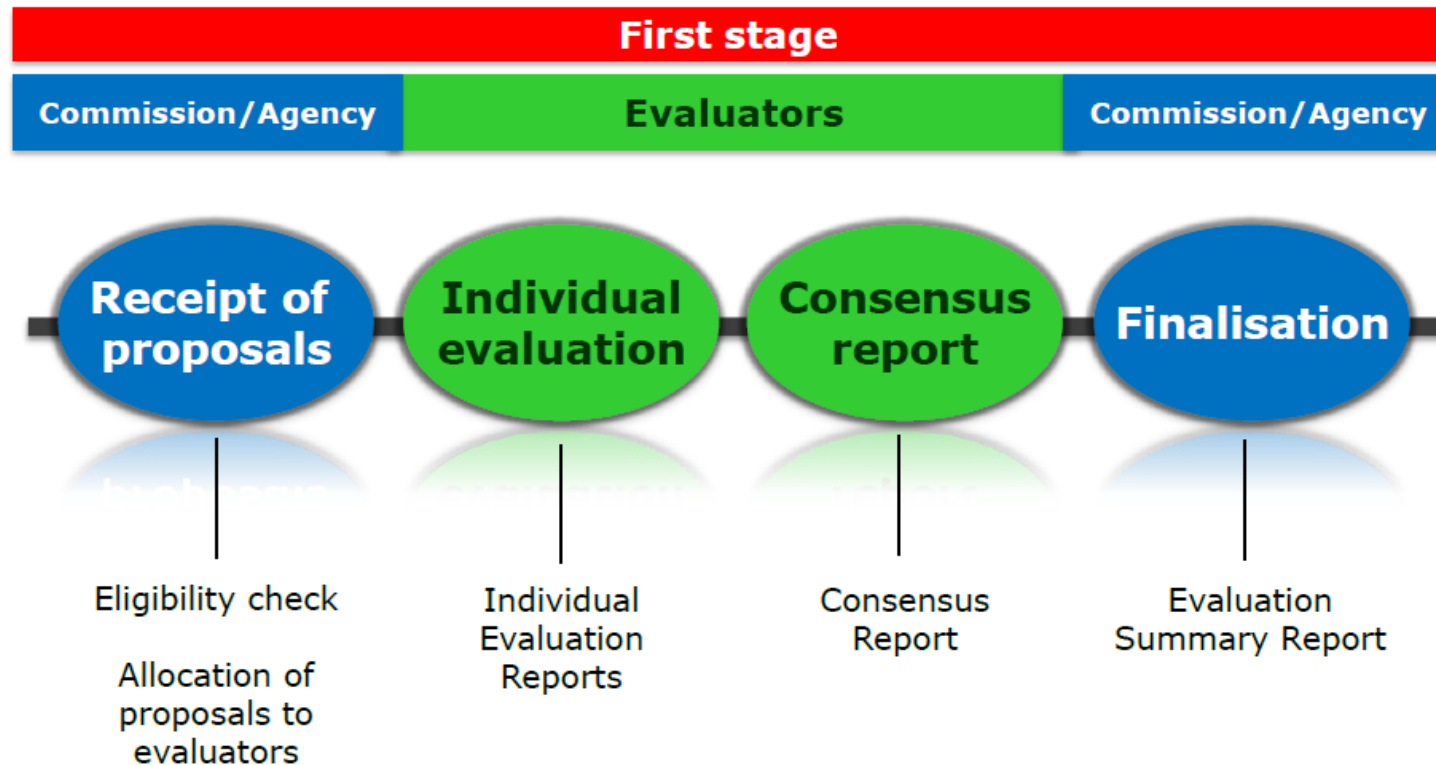 First stage
Commission/Agency
Evaluators
Commission/Agency
Receipt of
proposals
Individual
evaluation
Consensus
report
Finalisation
Eligibility check
Allocation of
proposals to
evaluators
Individual
Evaluation
Reports
Consensus
Report
Evaluation
Summary Report